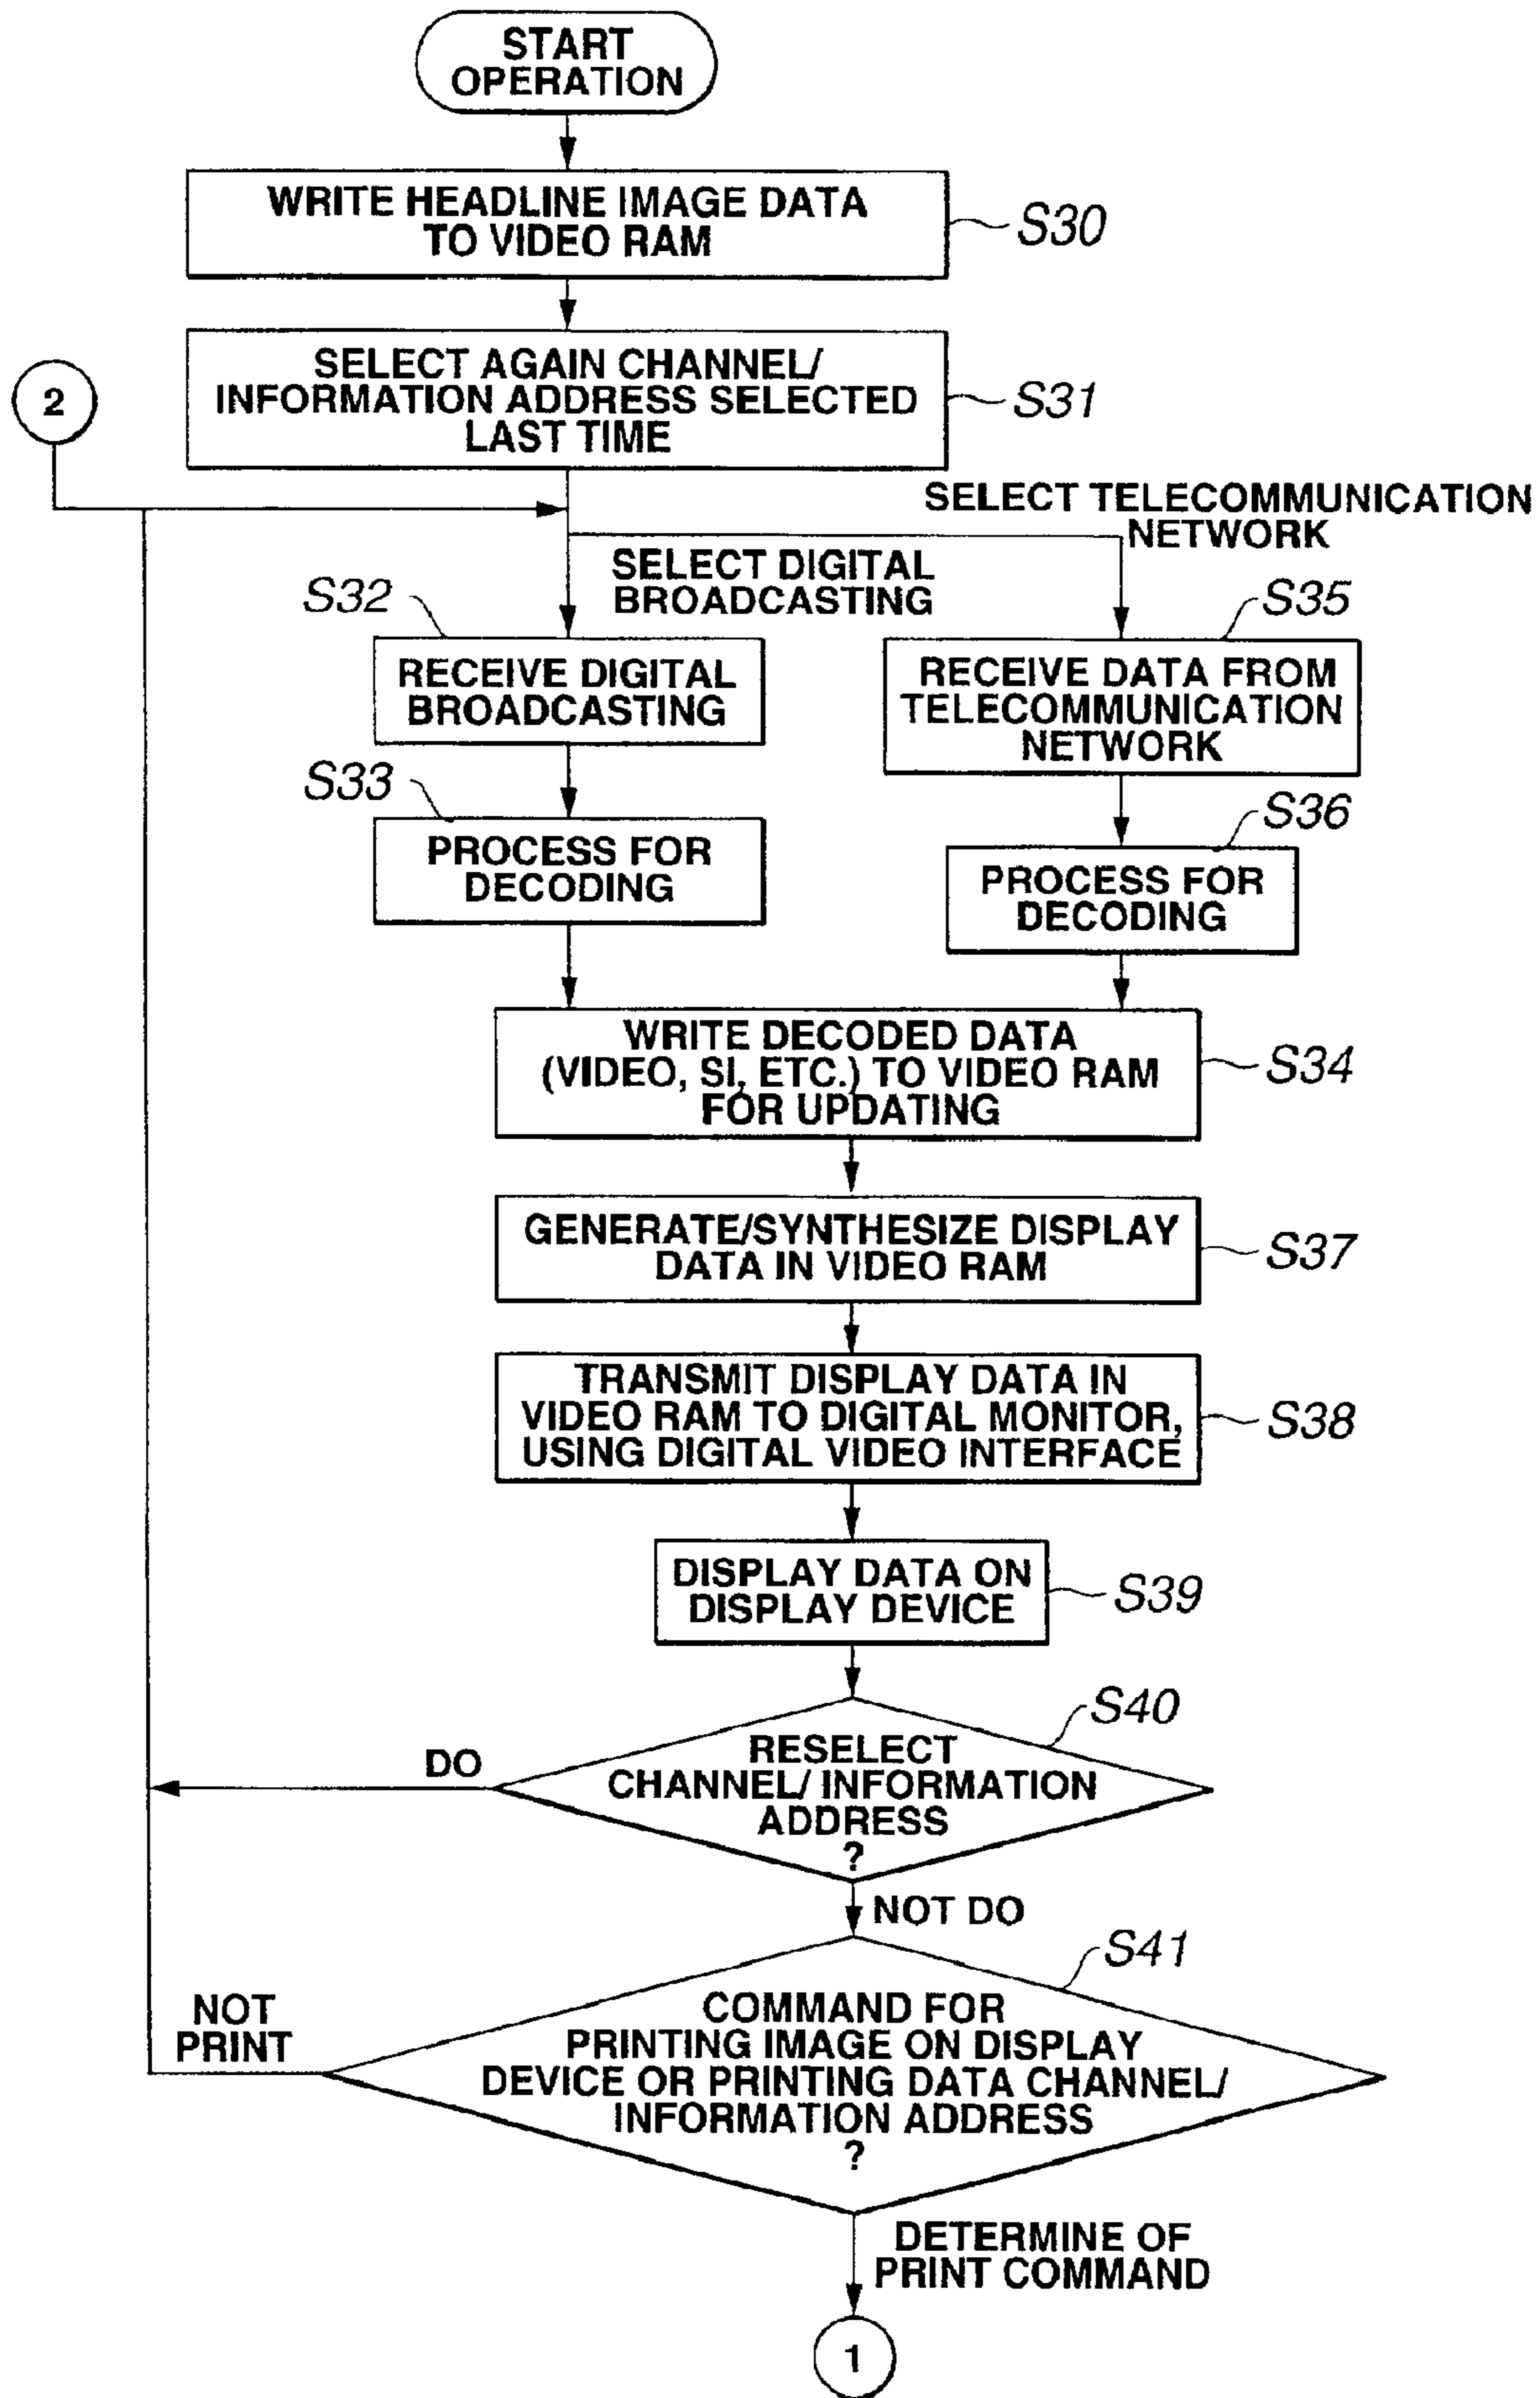 START
OPERATION
WRITE HEADLINE IMAGE DATA
TO VIDEO RAM
S30
SELECT AGAIN CHANNEL/
INFORMATION ADDRESS SELECTED
LAST TIME
S31
2
SELECT TELECOMMUNICATION
NETWORK
SELECT DIGITAL
BROADCASTING
S32
RECEIVE DIGITAL
BROADCASTING
S35
RECEIVE DATA FROM
TELECOMMUNICATION
NETWORK
S33
PROCESS FOR
DECODING
S36
PROCESS FOR
DECODING
WRITE DECODED DATA
(VIDEO, SI, ETC.) TO VIDEO RAM
FOR UPDATING
S34
GENERATE/SYNTHESIZE DISPLAY
DATA IN VIDEO RAM
S37
TRANSMIT DISPLAY DATA IN
VIDEO RAM TO DIGITAL MONITOR,
USING DIGITAL VIDEO INTERFACE
S38
DISPLAY DATA ON
DISPLAY DEVICE
S39
S40
RESELECT
CHANNEL/ INFORMATION
ADDRESS
?
DO
NOT DO
S41
COMMAND FOR
PRINTING IMAGE ON DISPLAY
DEVICE OR PRINTING DATA CHANNEL/
INFORMATION ADDRESS
?
NOT
PRINT
DETERMINE OF
PRINT COMMAND
1